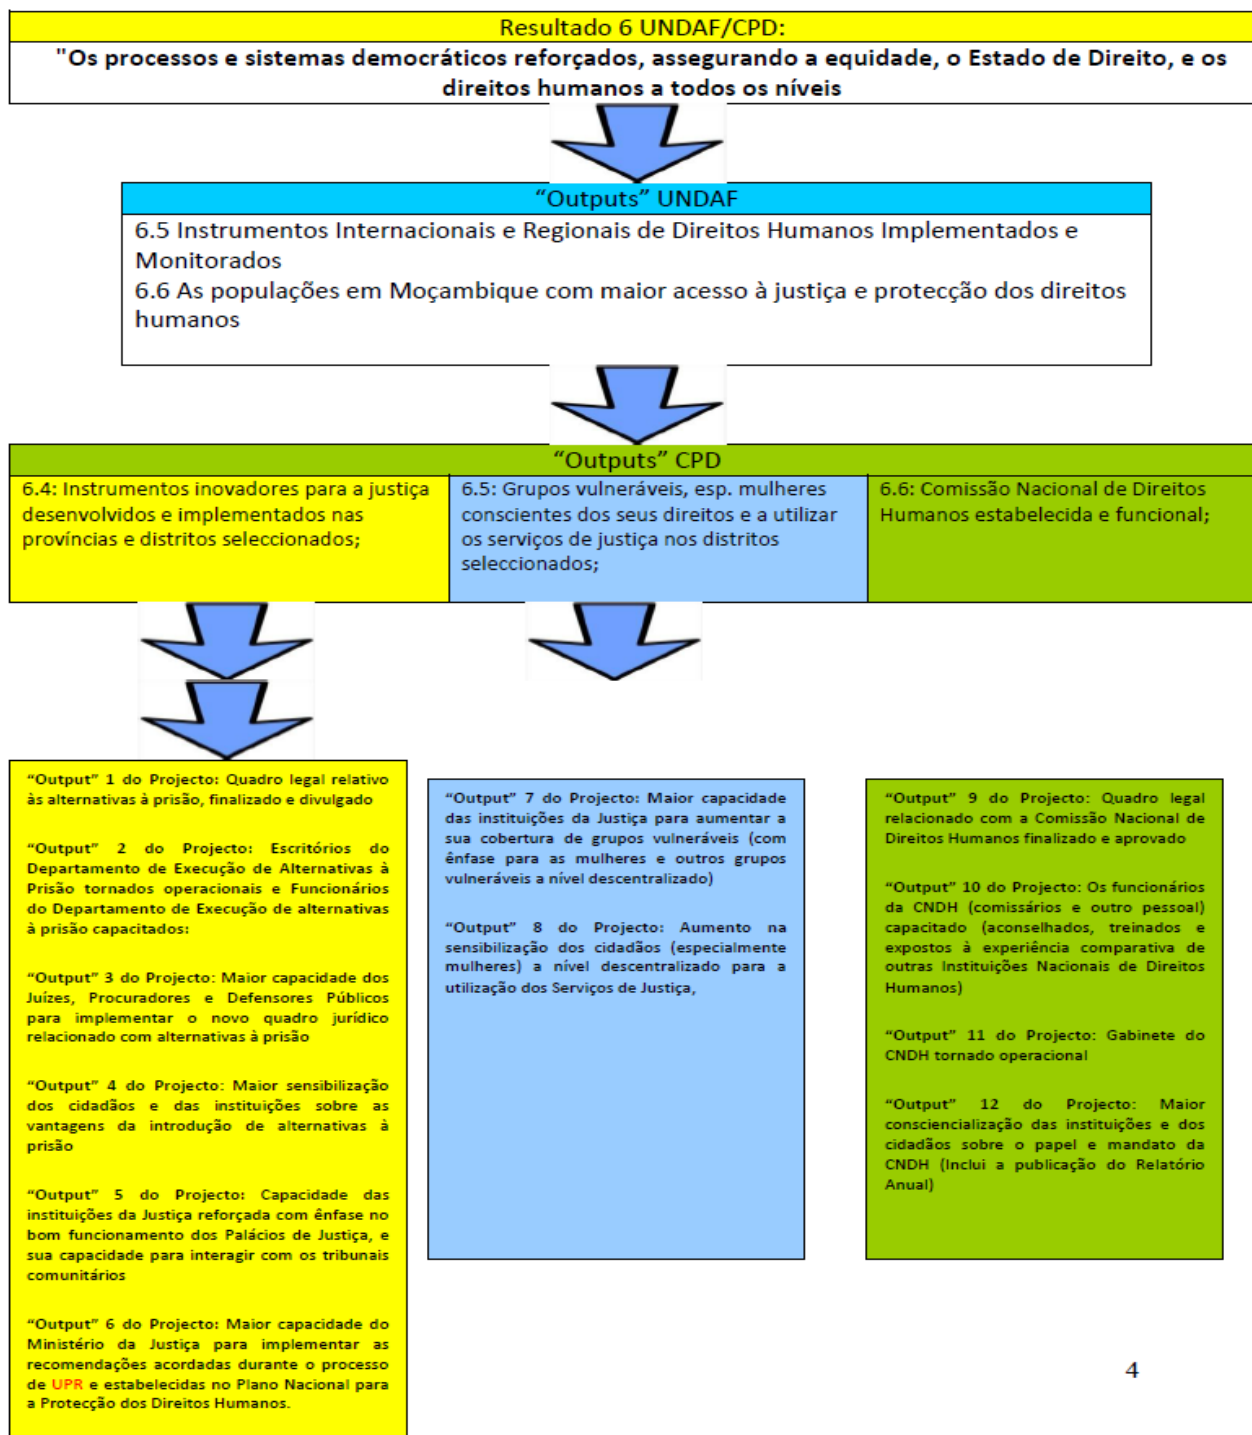 Resultado 6 UNDAF/CPD:
"Os processos e sistemas democráticos reforçados, assegurando a equidade, o Estado de Direito, e os
direitos humanos a todos os níveis
“Outputs” UNDAF
6.5 Instrumentos Internacionais e Regionais de Direitos Humanos Implementados e
Monitorados
6.6 As populações em Moçambique com maior acesso à justiça e protecção dos direitos
humanos
“Outputs” CPD
6.4: Instrumentos inovadores para a justiça
desenvolvidos e implementados nas
províncias e distritos seleccionados;
6.5: Grupos vulneráveis, esp. mulheres
conscientes dos seus direitos e a utilizar
os serviços de justiça nos distritos
seleccionados;
6.6: Comissão Nacional de Direitos
Humanos estabelecida e funcional;
“Output” 1 do Projecto: Quadro legal relativo
às alternativas à prisão, finalizado e divulgado
“Output” 2 do Projecto: Escritórios do
Departamento de Execução de Alternativas à
Prisão tornados operacionais e Funcionários
do Departamento de Execução de alternativas
à prisão capacitados:
“Output” 3 do Projecto: Maior capacidade dos
Juízes, Procuradores e Defensores Públicos
para implementar o novo quadro jurídico
relacionado com alternativas à prisão
“Output” 4 do Projecto: Maior sensibilização
dos cidadãos e das instituições sobre as
vantagens da introdução de alternativas à
prisão
“Output” 5 do Projecto: Capacidade das
instituições da Justiça reforçada com ênfase no
bom funcionamento dos Palácios de Justiça, e
sua capacidade para interagir com os tribunais
comunitários
“Output” 6 do Projecto: Maior capacidade do
Ministério da Justiça para implementar as
recomendações acordadas durante o processo
de UPR e estabelecidas no Plano Nacional para
a Protecção dos Direitos Humanos.
“Output” 7 do Projecto: Maior capacidade
das instituições da Justiça para aumentar a
sua cobertura de grupos vulneráveis (com
ênfase para as mulheres e outros grupos
vulneráveis a nível descentralizado)
“Output” 8 do Projecto: Aumento na
sensibilização dos cidadãos (especialmente
mulheres) a nível descentralizado para a
utilização dos Serviços de Justiça,
“Output” 9 do Projecto: Quadro legal
relacionado com a Comissão Nacional de
Direitos Humanos finalizado e aprovado
“Output” 10 do Projecto: Os funcionários
da CNDH (comissários e outro pessoal)
capacitado (aconselhados, treinados e
expostos à experiência comparativa de
outras Instituições Nacionais de Direitos
Humanos)
“Output” 11 do Projecto: Gabinete do
CNDH tornado operacional
“Output” 12 do Projecto: Maior
consciencialização das instituições e dos
cidadãos sobre o papel e mandato da
CNDH (Inclui a publicação do Relatório
Anual)
4